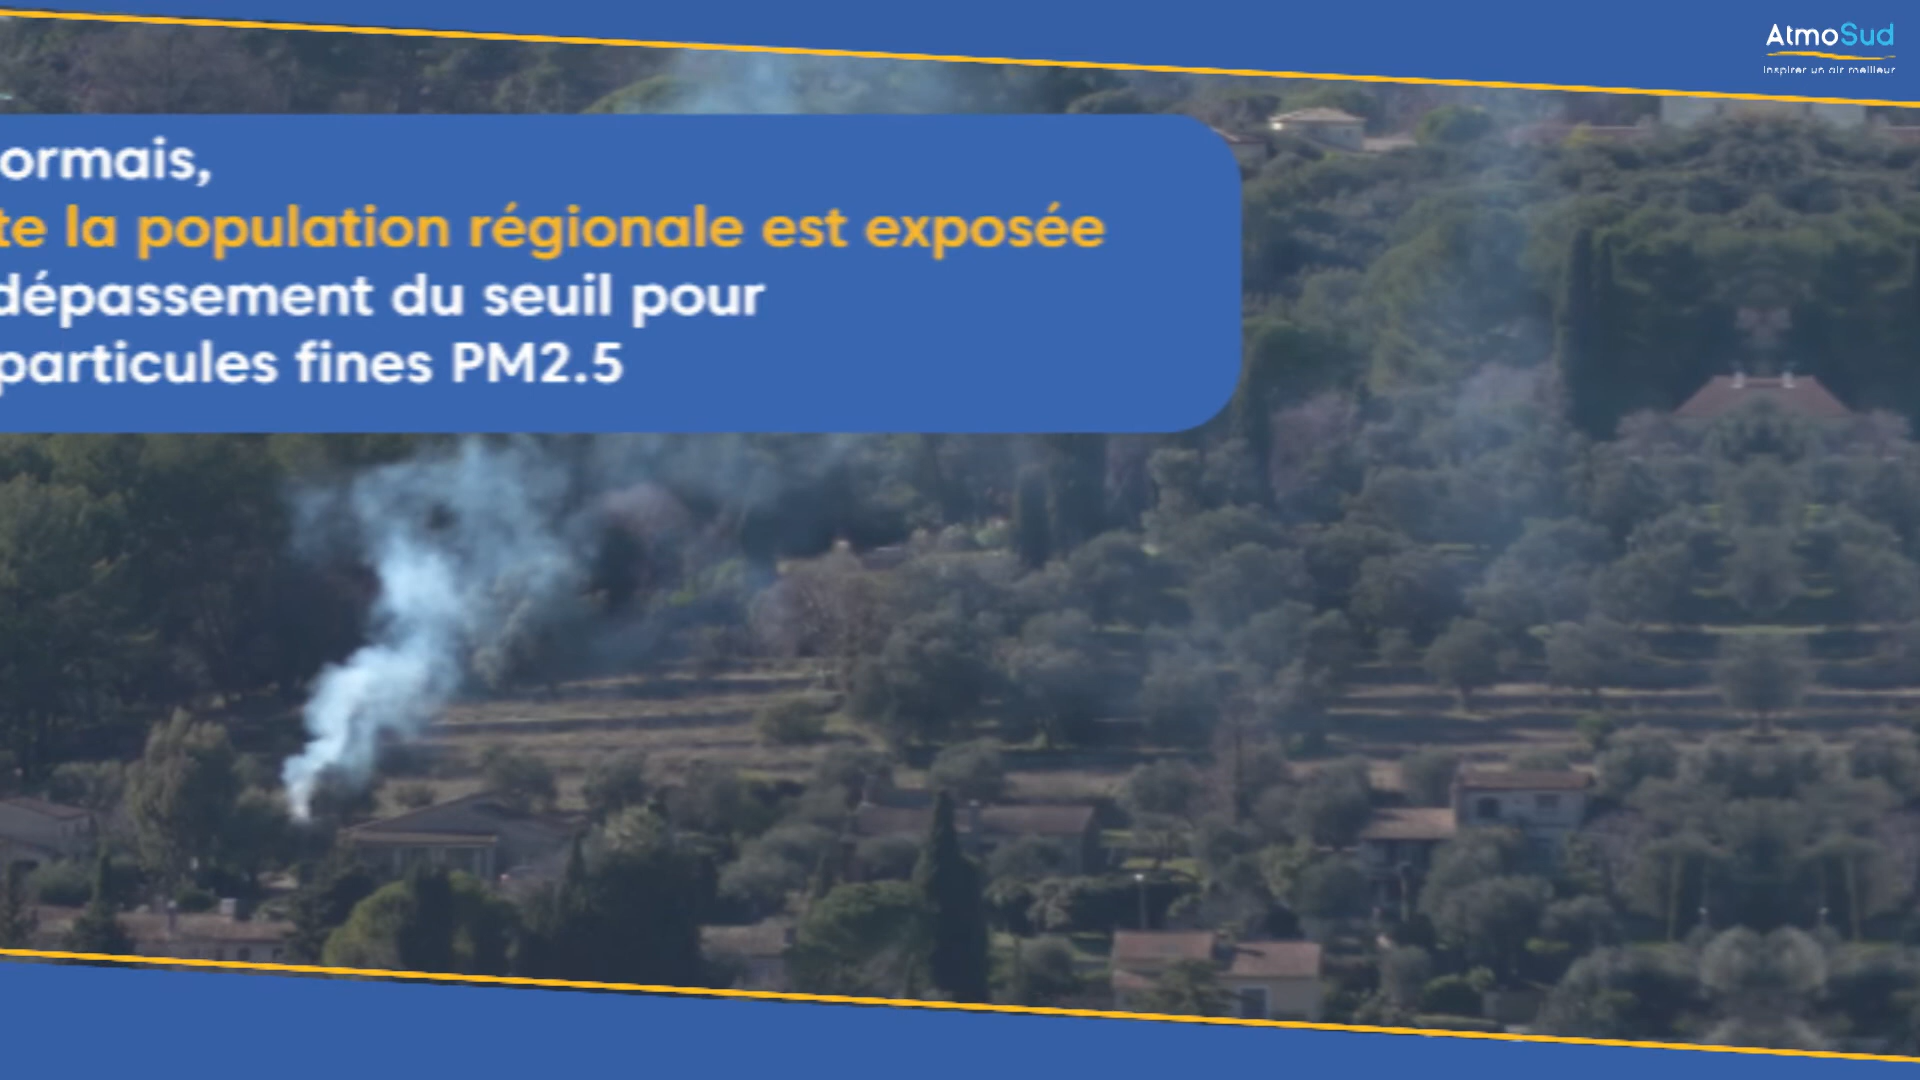 ormais,
te la population régionale est exposée
dépassement du seuil pour
particules fines PM2.5
AtmoSud
Inspirer un air meilleur